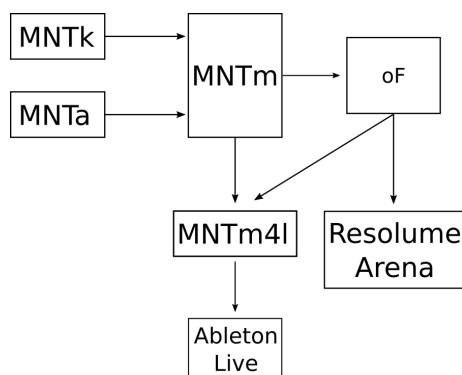 MNTk
MNTm
oF
MNTa
MNTm4l
Resolume
Arena
Ableton
Live